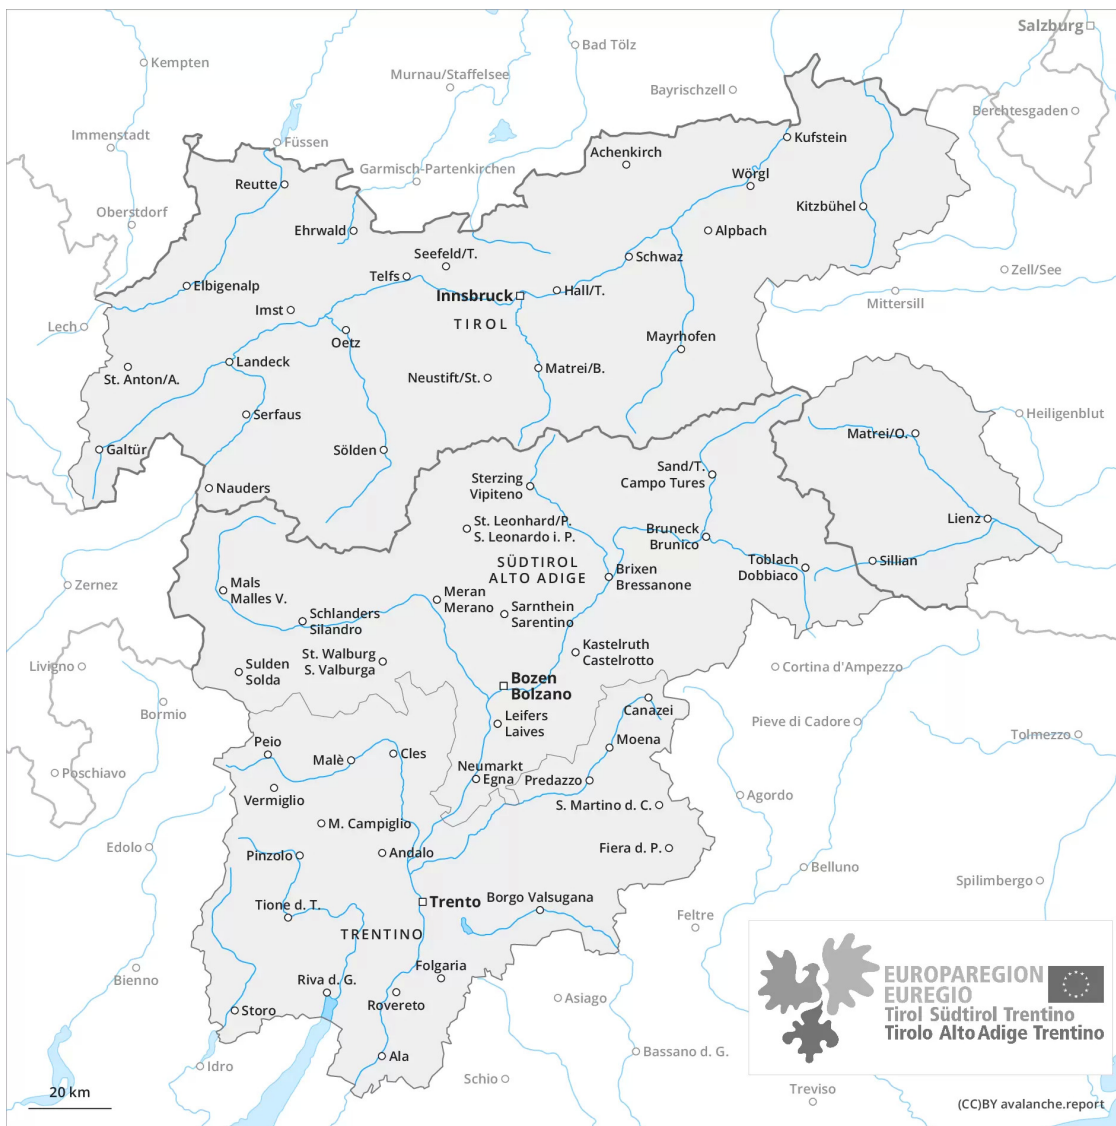 Salzburg
Bad Tölz
Kempten
Murnau/Staffelsee
Bayrischzell
Berchtesgaden
Immenstadt
Füssen
Kufstein
Achenkirch
Garmisch-Partenkirchen
Wörgl
Reutte
Oberstdorf
Kitzbühel
Ehrwald
Alpbach
Seefeld/T.
Schwaz
Zell/See
Telfs
Elbigenalp
Hall/T.
Innsbruck
Mittersill
Imst
TIROL
Lech
Oetz
Mayrhofen
Landeck
Matrei/B.
St. Anton/A.
Neustift/St.
Serfaus
Heiligenblut
Matrei/O.
Galtür
Sölden
Sand/T.
Campo Tures
Sterzing
Vipiteno
Nauders
Lienz
St. Leonhard/P.
S. Leonardo i. P.
Bruneck
Brunico
SÜDTIROL
ALTO ADIGE
Toblach
Dobbiaco
Sillian
Brixen
Bressanone
Zernez
Mals
Malles V.
Meran
Merano
Sarnthein
Sarentino
Schlanders
Silandro
Kastelruth
Castelrotto
St. Walburg
S. Valburga
Livigno
Sulden
Solda
Cortina d'Ampezzo
Bozen
Bolzano
Bormio
Canazei
Leifers
Laives
Pieve di Cadore
Tolmezzo
Peio
Moena
Malè
Cles
Neumarkt
Egna
Predazzo
Poschiavo
Vermiglio
Agordo
S. Martino d. C.
M. Campiglio
Edolo
Pinzolo
Andalo
Fiera d. P.
Belluno
Spilimbergo
Tione d. T.
Trento
Borgo Valsugana
Feltre
TRENTINO
Folgaria
Bienno
Riva d. G.
Rovereto
Asiago
Storo
EUROPAREGION
EUREGIO
Tirol Südtirol Trentino
Tirolo Alto Adige Trentino
Ala
Bassano d. G.
Idro
Schio
Treviso
20 km
(CC)BY avalanche.report